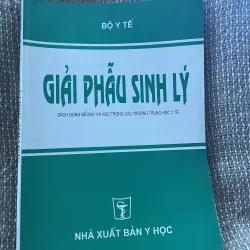 BỘ Y TẾ
GIẢI PHẪU SINH LÝ
SÁCH DÙNG ĐỂ DẠY VÀ HỌC TRONG CÁC TRƯỜNG TRUNG HỌC Y TẾ
NHÀ XUẤT BẢN Y HỌC